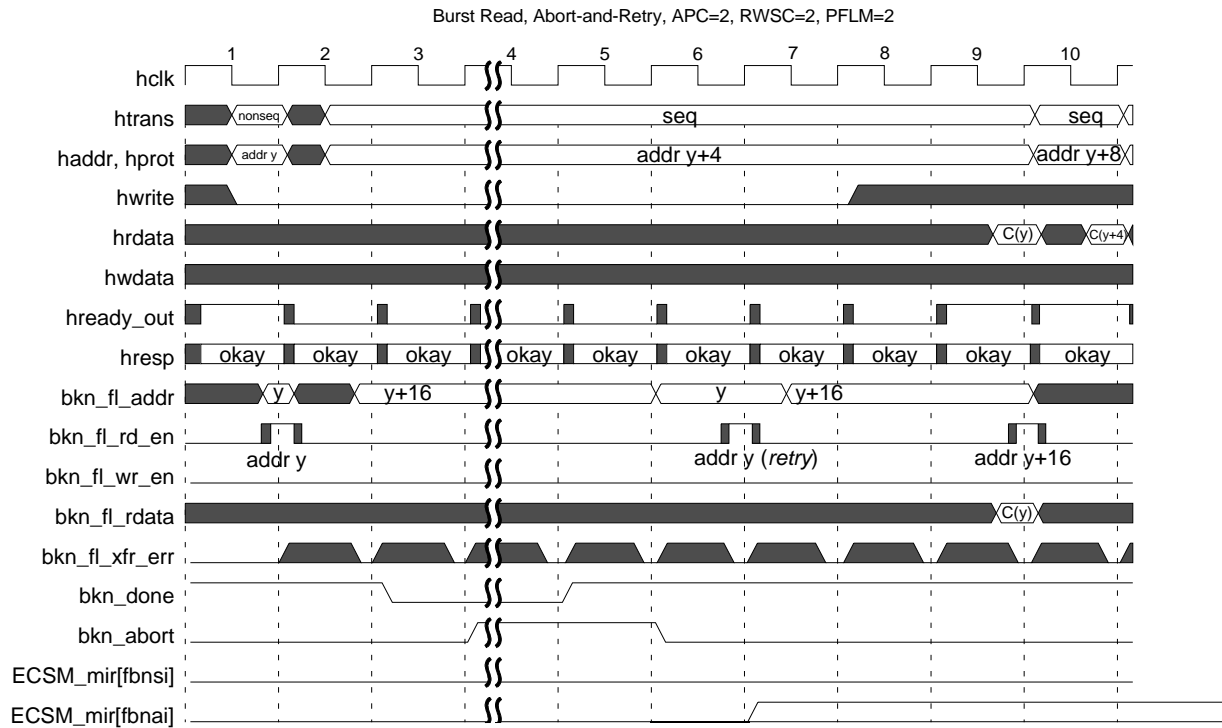 Burst Read, Abort-and-Retry, APC=2, RWSC=2, PFLM=2
1 2 3 4 5 6 7 8 9 10
hclk
htrans nonseq seq seq
haddr, hprot addr y addr y+4 addr y+8
hwrite
hrdata C(y) C(y+4)
hwdata
hready_out
hresp okay okay okay okay okay okay okay okay okay okay
bkn_fl_addr y y+16 y y+16
bkn_fl_rd_en
addr y addr y (retry) addr y+16
bkn_fl_wr_en
bkn_fl_rdata C(y)
bkn_fl_xfr_err
bkn_done
bkn_abort
ECSM_mir[fbnsi]
ECSM_mir[fbnai]